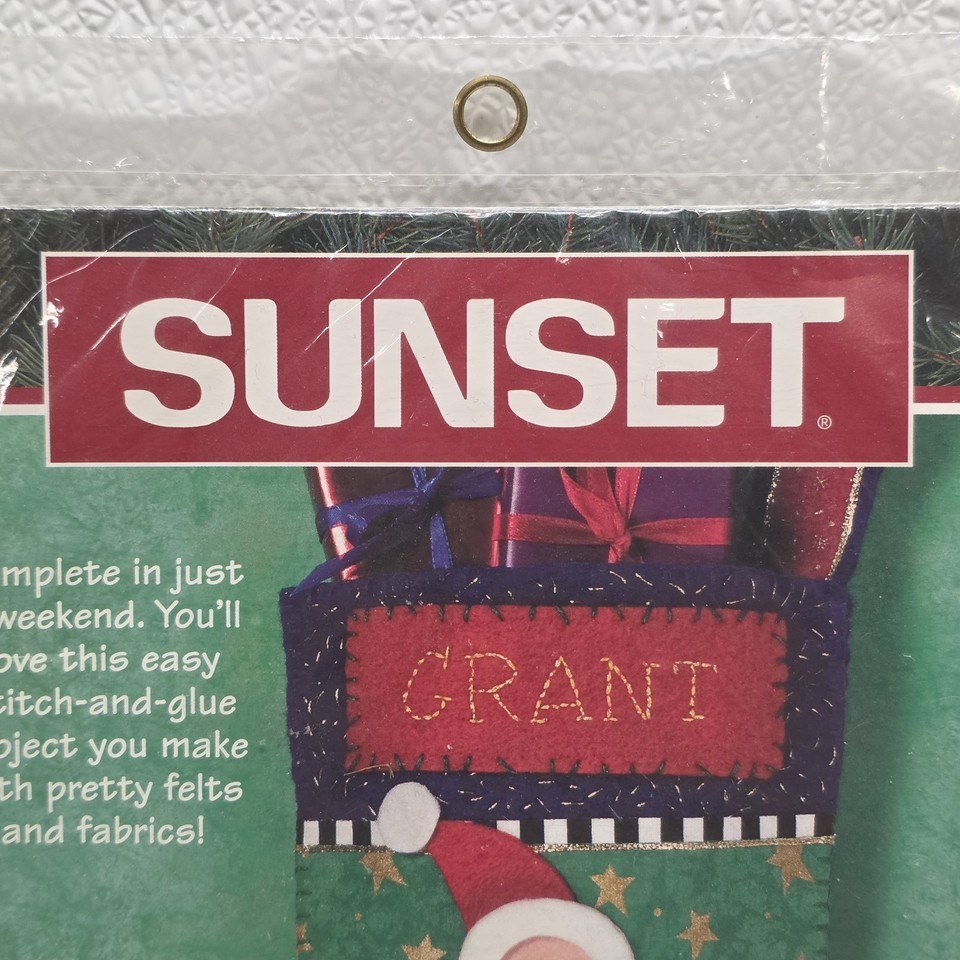 SUNSET®
mplete in just
weekend. You'll
ove this easy
titch-and-glue
oject you make
th pretty felts
and fabrics!
GRANT